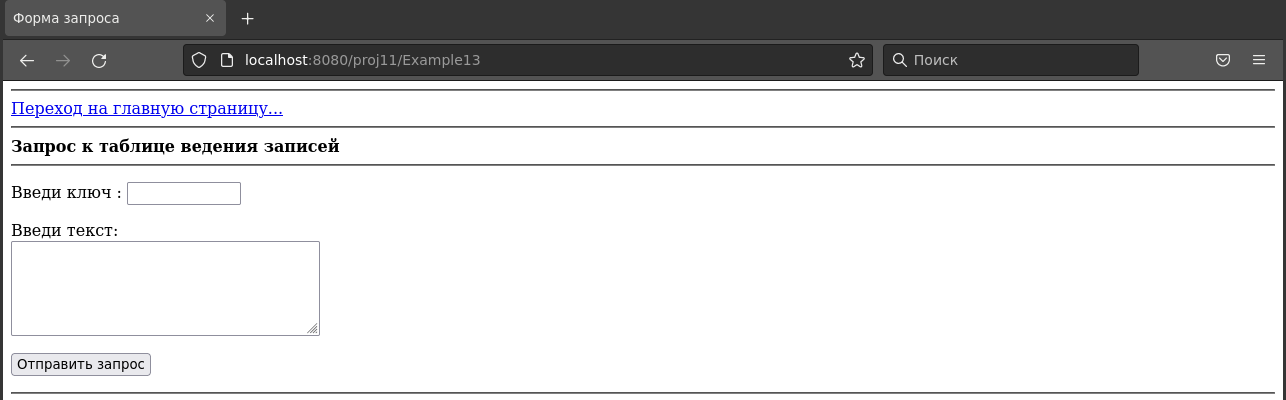 Форма запроса
localhost:8080/proj11/Example13
Поиск
Переход на главную страницу...
Запрос к таблице ведения записей
Введи ключ :
Введи текст:
Отправить запрос